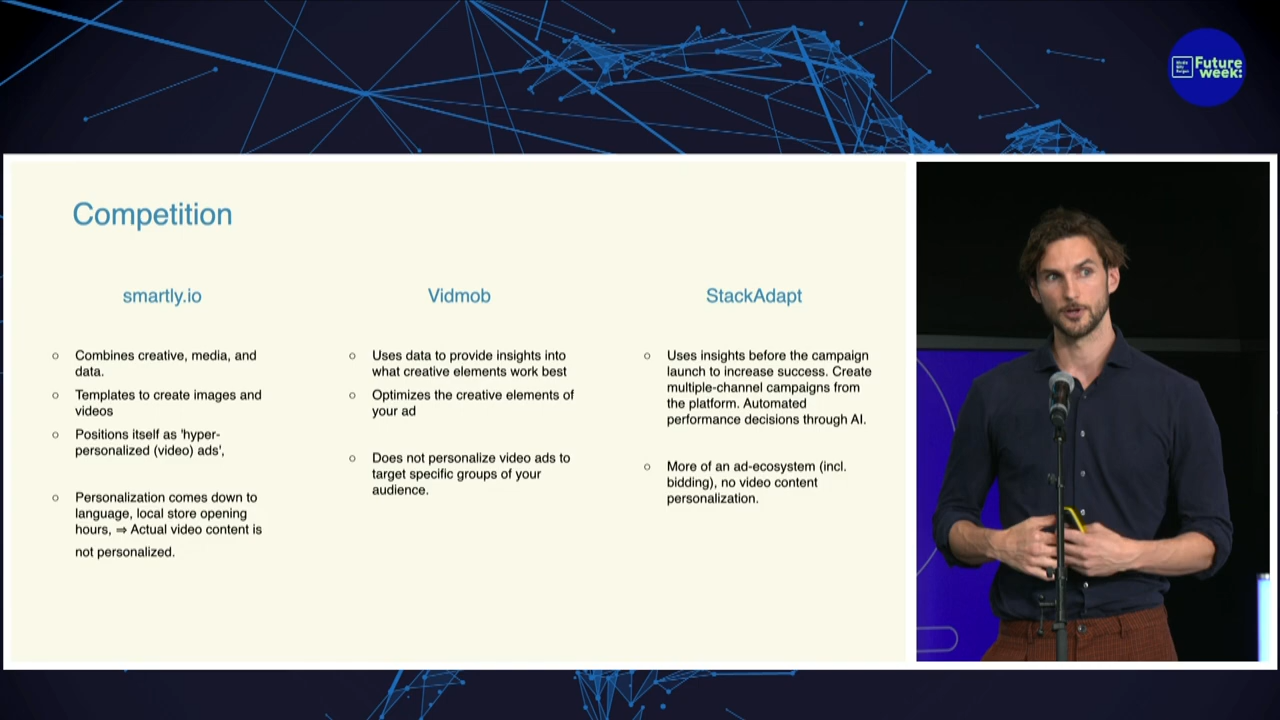 Future
week:
Competition
smartly.io
○ Combines creative, media, and
data.
○ Templates to create images and
videos
○ Positions itself as 'hyper-
personalized (video) ads',
○ Personalization comes down to
language, local store opening
hours, ⇒ Actual video content is
not personalized.
Vidmob
○ Uses data to provide insights into
what creative elements work best
○ Optimizes the creative elements of
your ad
○ Does not personalize video ads to
target specific groups of your
audience.
StackAdapt
○ Uses insights before the campaign
launch to increase success. Create
multiple-channel campaigns from
the platform. Automated
performance decisions through AI.
○ More of an ad-ecosystem (incl.
bidding), no video content
personalization.